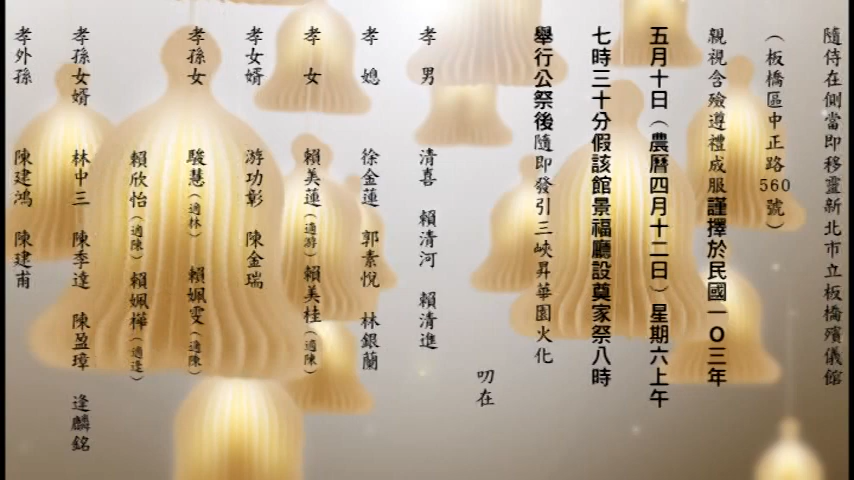 隨侍在側當即移靈新北市立板橋殯儀館
（板橋區中正路560號）
親視含殮遵禮成服謹擇於民國一O三年
五月十日（農曆四月十二日）星期六上午
七時三十分假該館景福廳設奠家祭八時
舉行公祭後隨即發引三峽昇華園火化
叨在
孝男 清喜 賴清河 賴清進
孝媳 徐金蓮 郭素悅 林銀蘭
孝女 賴美蓮（適游） 賴美桂（適陳）
孝女婿 游功彰 陳金瑞
孝孫女 駿慧（適林） 賴姵雯（適陳）
賴欣怡（適陳） 賴姵樺（適逢）
孝孫女婿 林中三 陳季達 陳盈璋 逢麟銘
孝外孫 陳建鴻 陳建甫